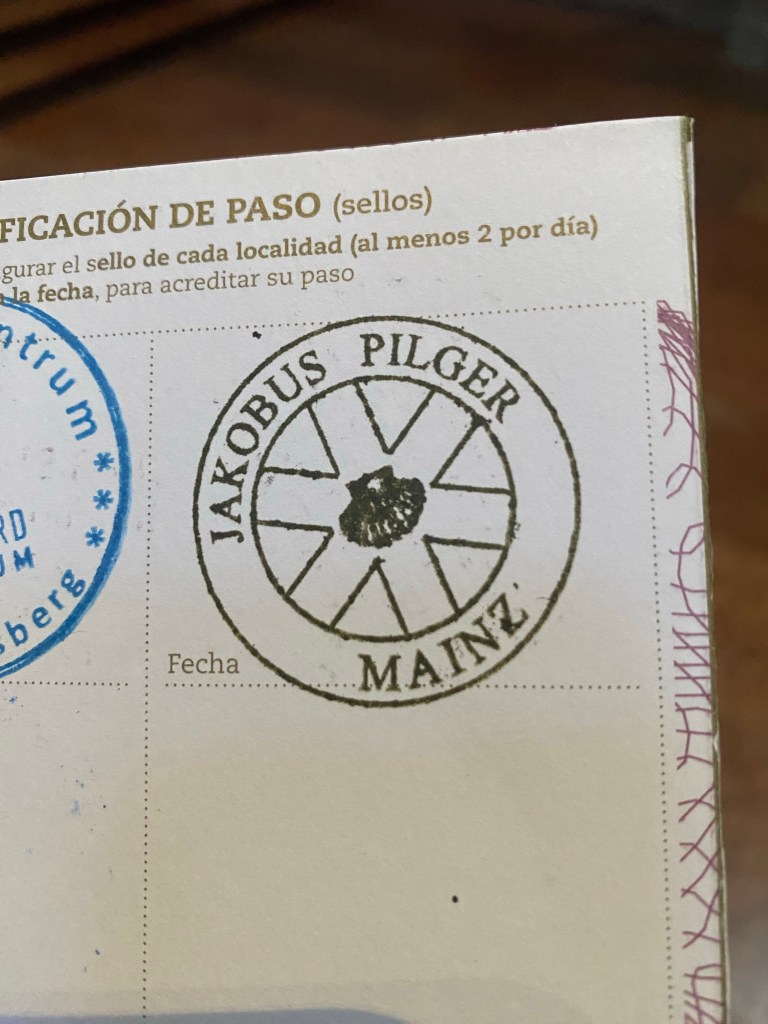 FICACIÓN DE PASO (sellos)
gurar el sello de cada localidad (al menos 2 por día)
la fecha, para acreditar su paso
ntrum ***
RD
UM
sberg
JAKOBUS PILGER
MAINZ
Fecha